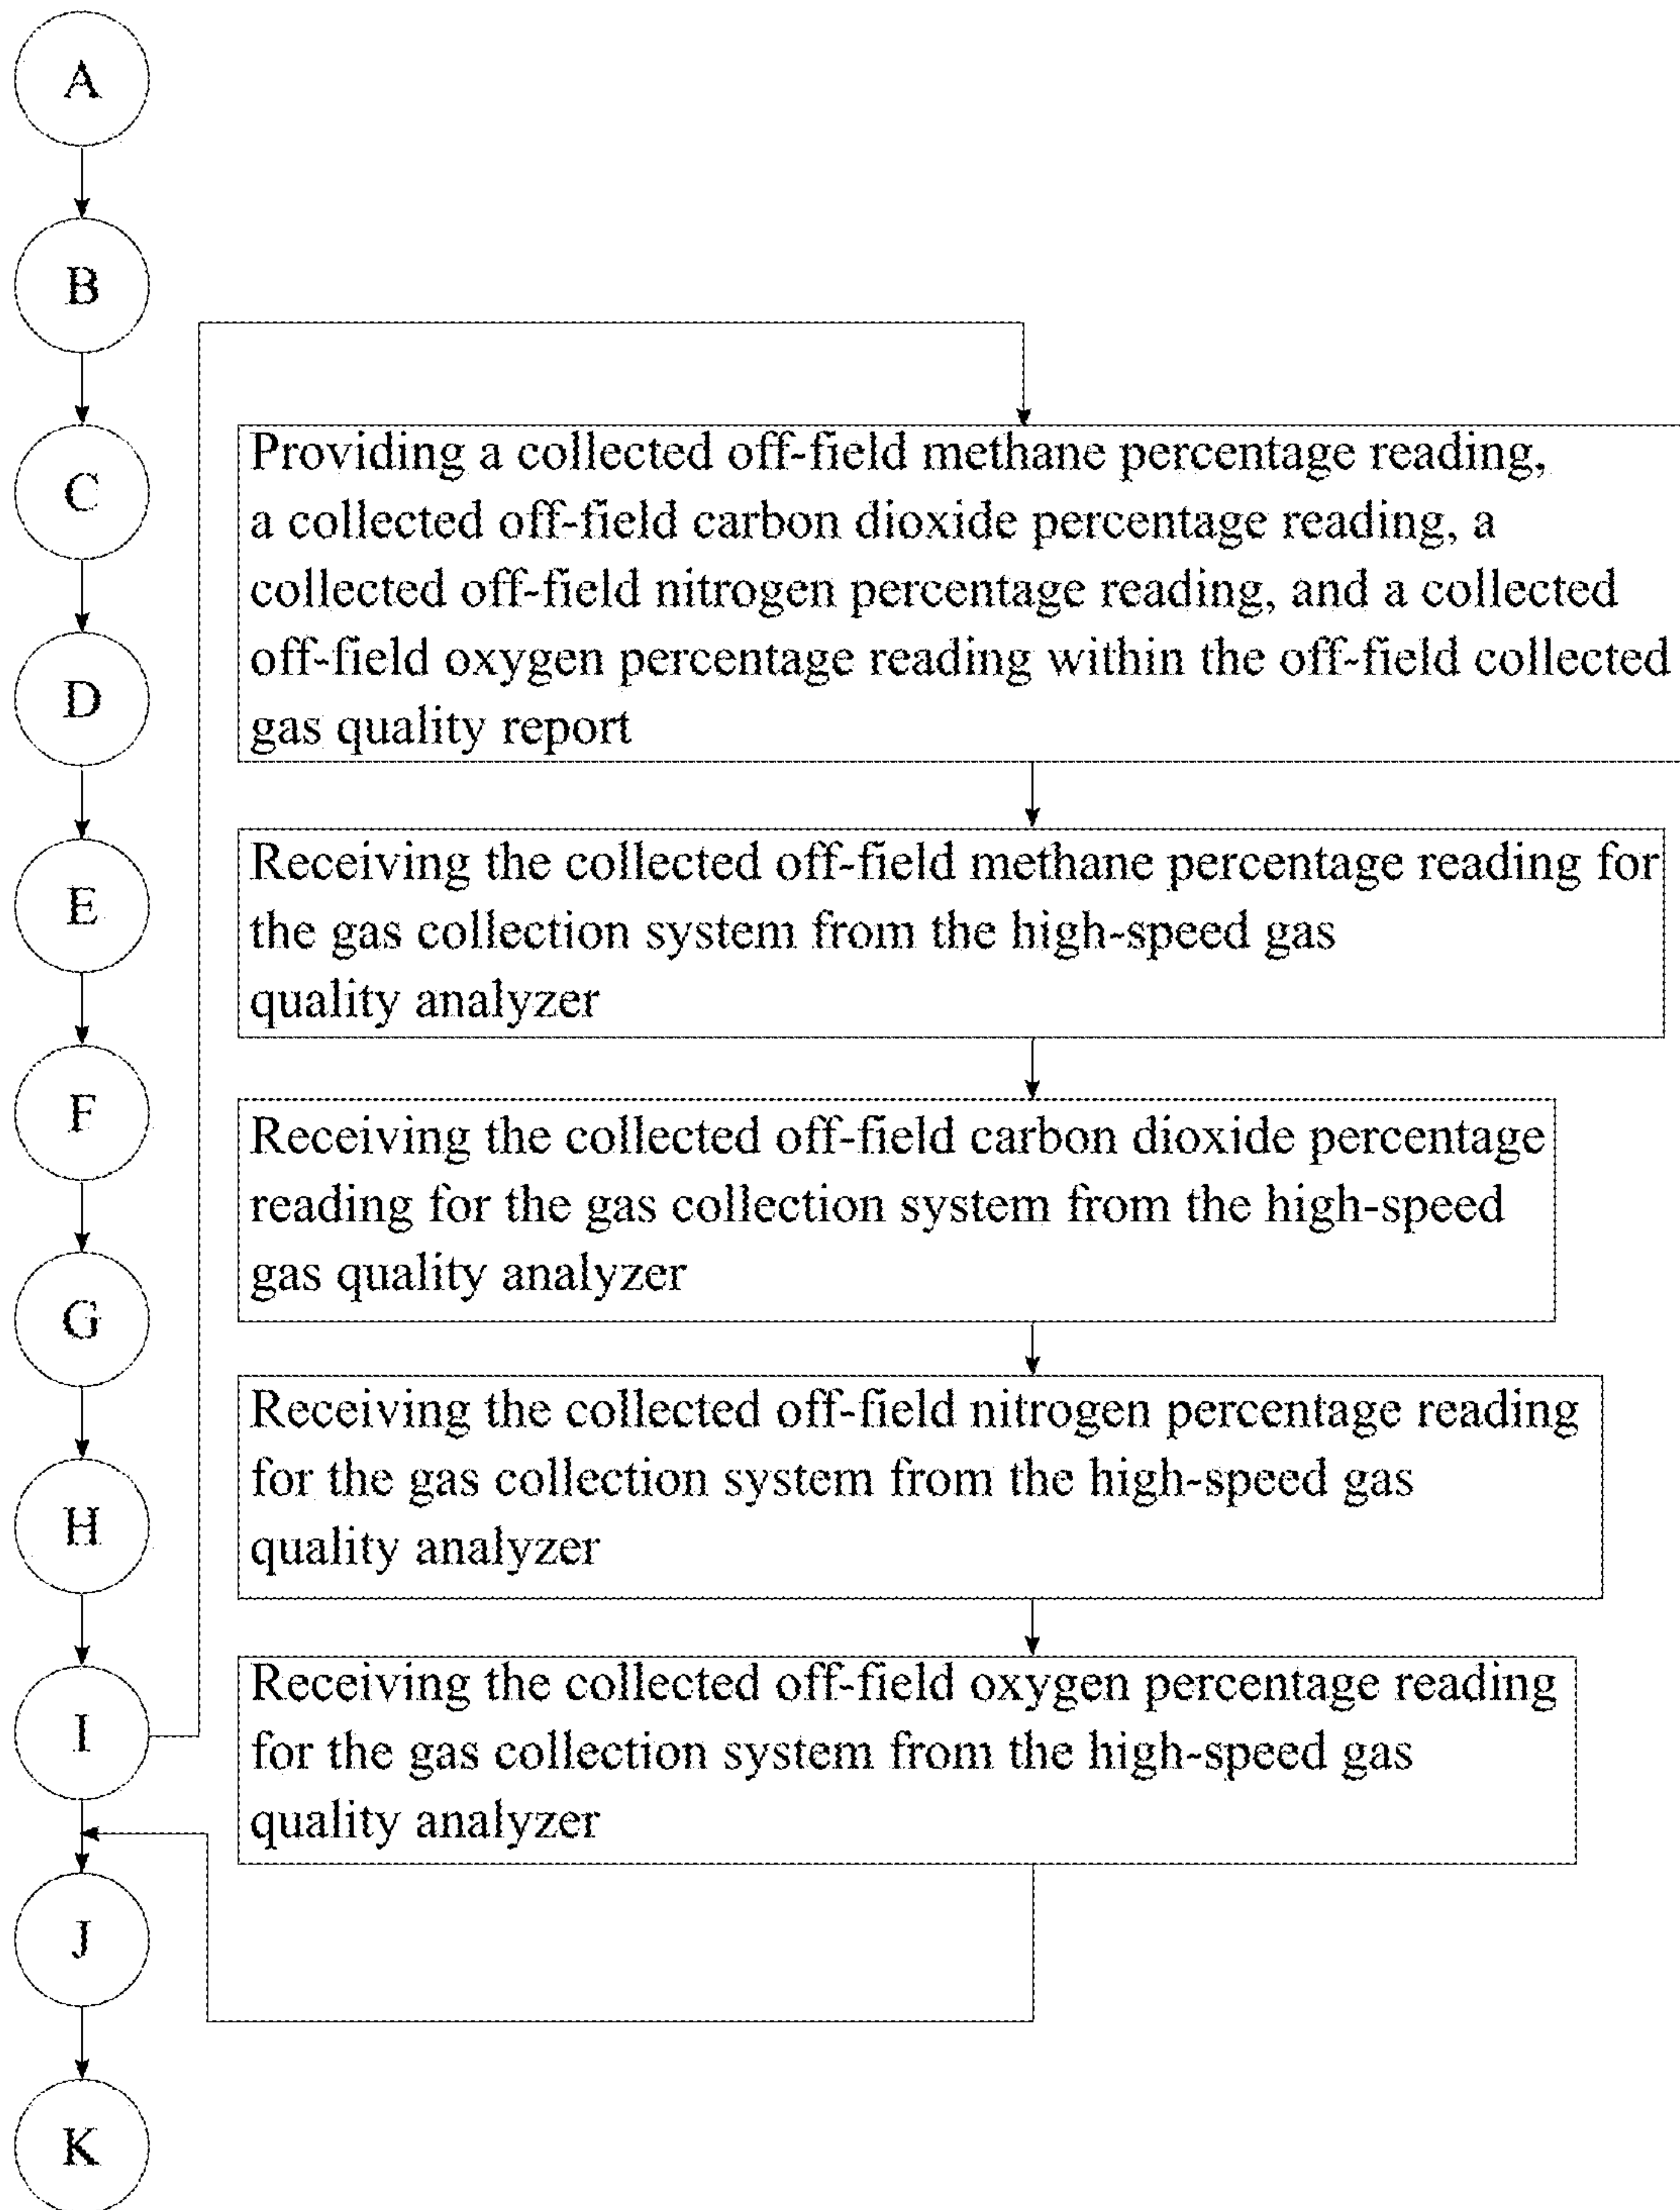 A
B
C
D
E
F
G
H
I
J
K
Providing a collected off-field methane percentage reading,
a collected off-field carbon dioxide percentage reading, a
collected off-field nitrogen percentage reading, and a collected
off-field oxygen percentage reading within the off-field collected
gas quality report
Receiving the collected off-field methane percentage reading for
the gas collection system from the high-speed gas
quality analyzer
Receiving the collected off-field carbon dioxide percentage
reading for the gas collection system from the high-speed
gas quality analyzer
Receiving the collected off-field nitrogen percentage reading
for the gas collection system from the high-speed gas
quality analyzer
Receiving the collected off-field oxygen percentage reading
for the gas collection system from the high-speed gas
quality analyzer